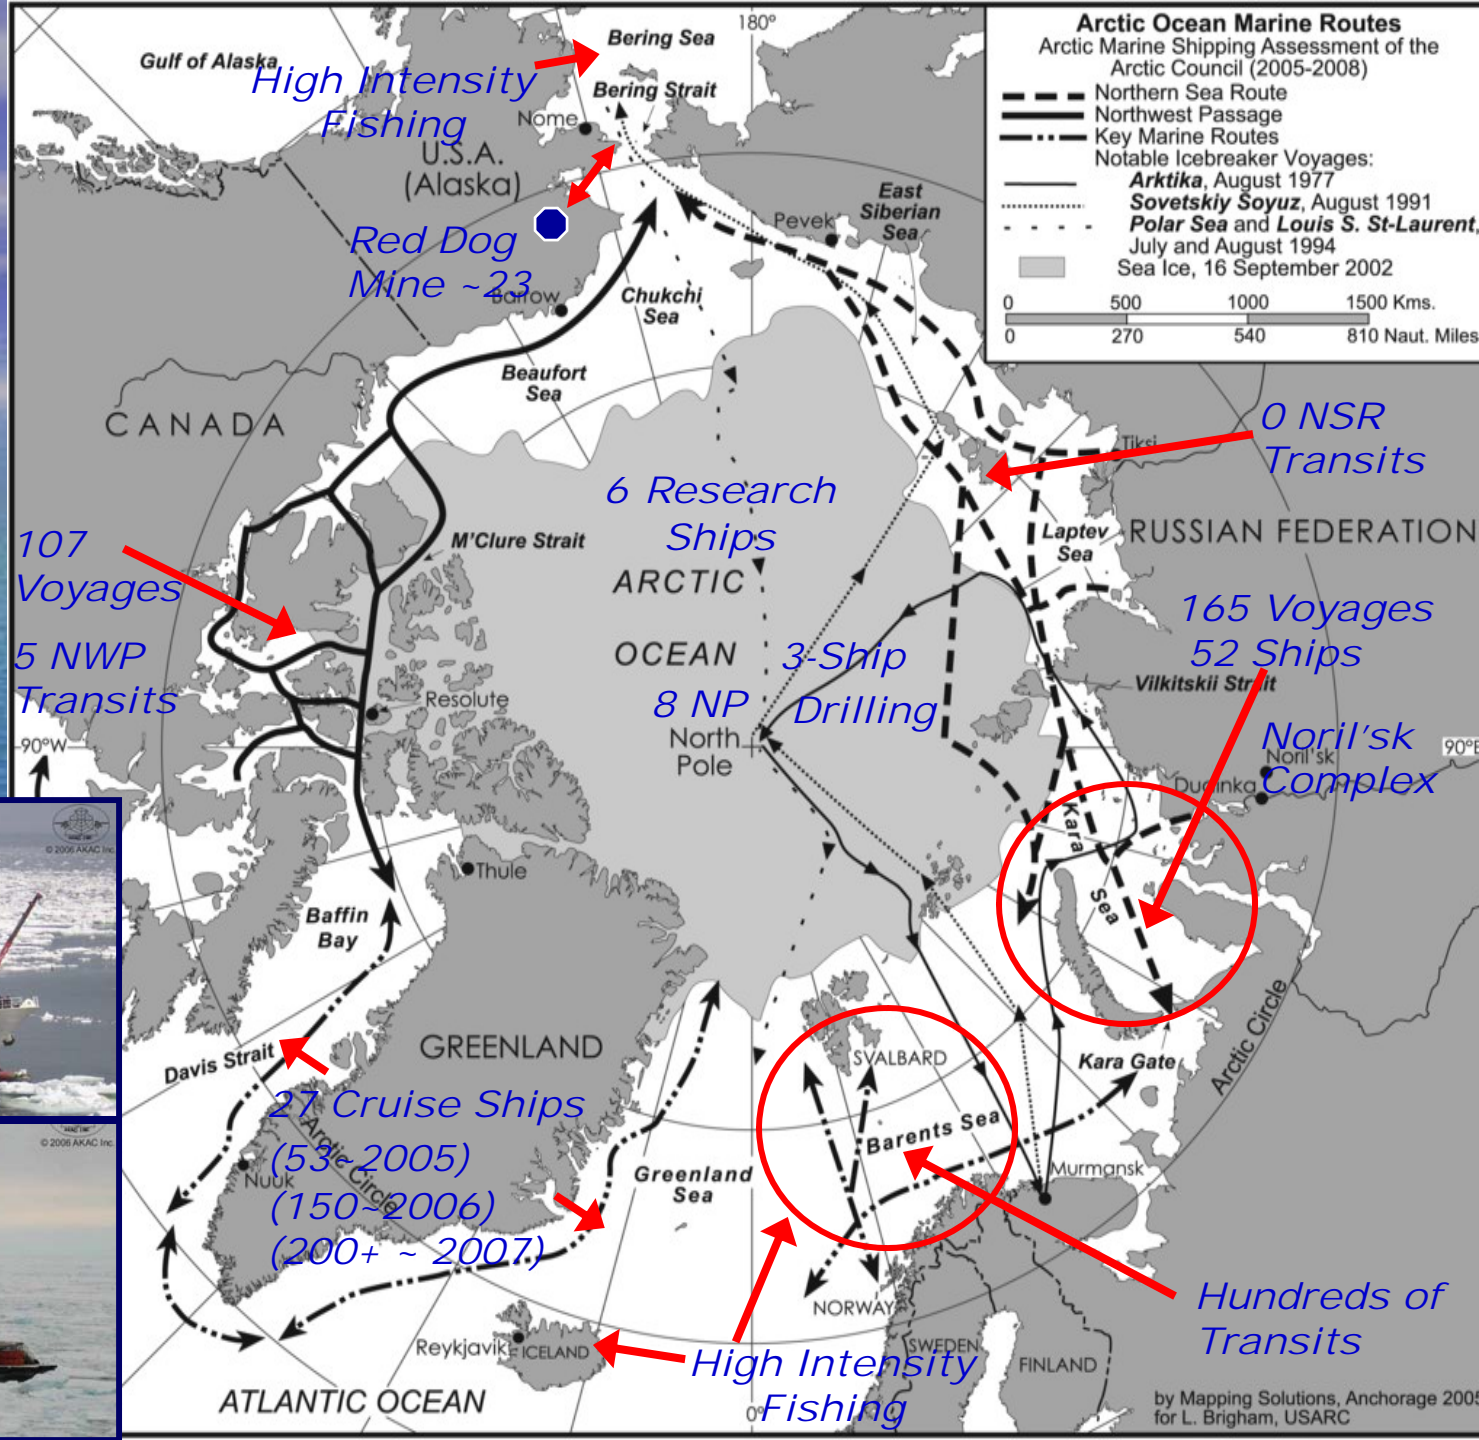 180°
Arctic Ocean Marine Routes
Arctic Marine Shipping Assessment of the
Arctic Council (2005-2008)
Northern Sea Route
Northwest Passage
Key Marine Routes
Notable Icebreaker Voyages:
Arktika, August 1977
Sovetskiy Soyuz, August 1991
Polar Sea and Louis S. St-Laurent,
July and August 1994
Sea Ice, 16 September 2002
0 500 1000 1500 Kms.
0 270 540 810 Naut. Miles
Gulf of Alaska
Bering Sea
High Intensity
Fishing
Bering Strait
Nome
U.S.A.
(Alaska)
East
Siberian
Sea
Pevek
Red Dog
Mine ~23
Barrow
Chukchi
Sea
Beaufort
Sea
CANADA
0 NSR
Transits
Tiksi
6 Research
Ships
M'Clure Strait
Laptev
Sea
RUSSIAN FEDERATION
107
Voyages
ARCTIC
OCEAN
165 Voyages
52 Ships
5 NWP
Transits
3-Ship
Drilling
Vilkitskii Strait
Resolute
8 NP
North
Pole
90°W
90°E
Noril'sk
Complex
Noril'sk
Dudinka
Kara
Sea
© 2006 AKAC Inc.
Thule
Baffin
Bay
Davis Strait
GREENLAND
SVALBARD
Kara Gate
Arctic Circle
27 Cruise Ships
(53~2005)
(150~2006)
(200+ ~ 2007)
Arctic Circle
© 2006 AKAC Inc.
Nuuk
Greenland
Sea
Barents Sea
Murmansk
Hundreds of
Transits
NORWAY
SWEDEN
FINLAND
Reykjavik
ICELAND
High Intensity
Fishing
ATLANTIC OCEAN
0°
by Mapping Solutions, Anchorage 2005
for L. Brigham, USARC